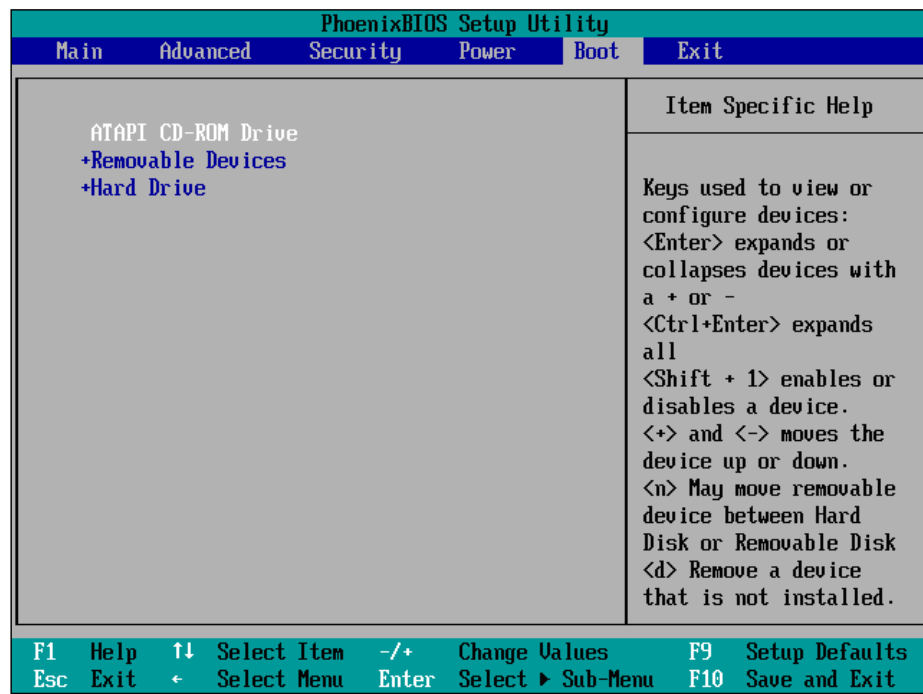 PhoenixBIOS Setup Utility
Main Advanced Security Power Boot Exit
ATAPI CD-ROM Drive
+Removable Devices
+Hard Drive
Item Specific Help
Keys used to view or
configure devices:
<Enter> expands or
collapses devices with
a + or -
<Ctrl+Enter> expands
all
<Shift + 1> enables or
disables a device.
<+> and <-> moves the
device up or down.
<n> May move removable
device between Hard
Disk or Removable Disk
<d> Remove a device
that is not installed.
F1 Help ↑↓ Select Item -/+ Change Values F9 Setup Defaults
Esc Exit ← Select Menu Enter Select ▶ Sub-Menu F10 Save and Exit